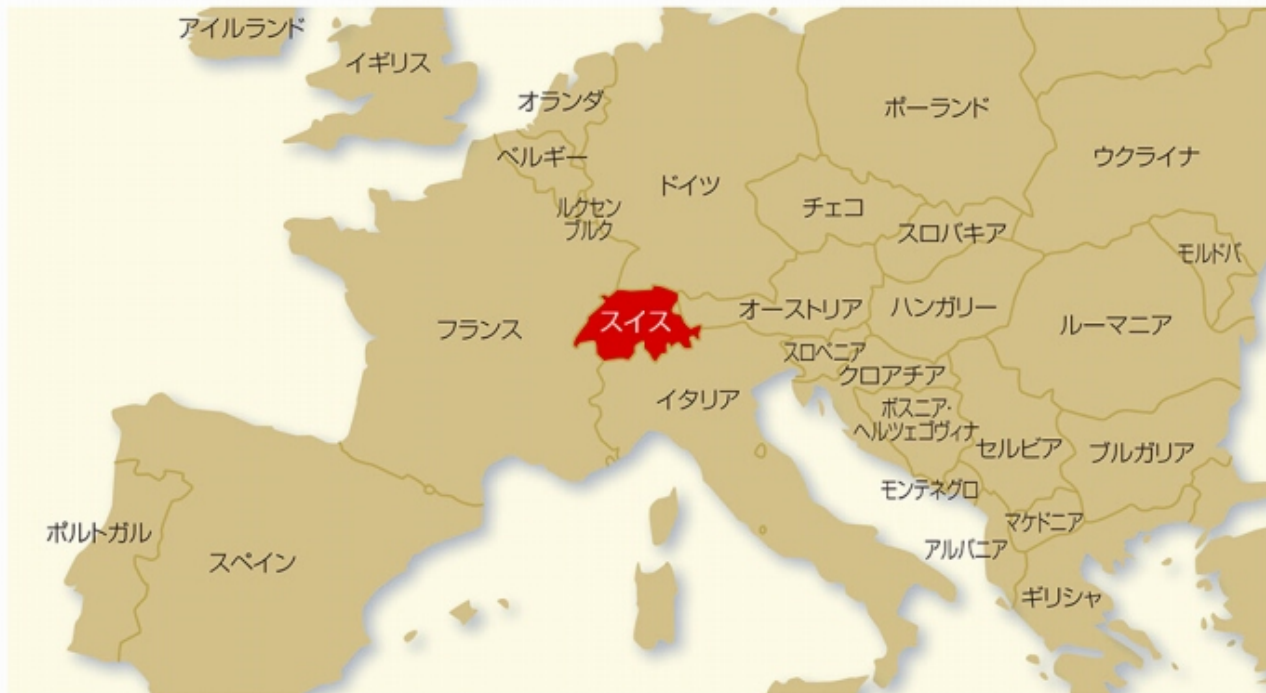 アイルランド
イギリス
オランダ
ポーランド
ベルギー
ウクライナ
ドイツ
チェコ
ルクセン
ブルク
スロバキア
モルドバ
オーストリア
ハンガリー
スイス
フランス
ルーマニア
スロベニア
クロアチア
イタリア
ボスニア・
ヘルツェゴヴィナ
セルビア
ブルガリア
モンテネグロ
マケドニア
ポルトガル
アルバニア
スペイン
ギリシャ